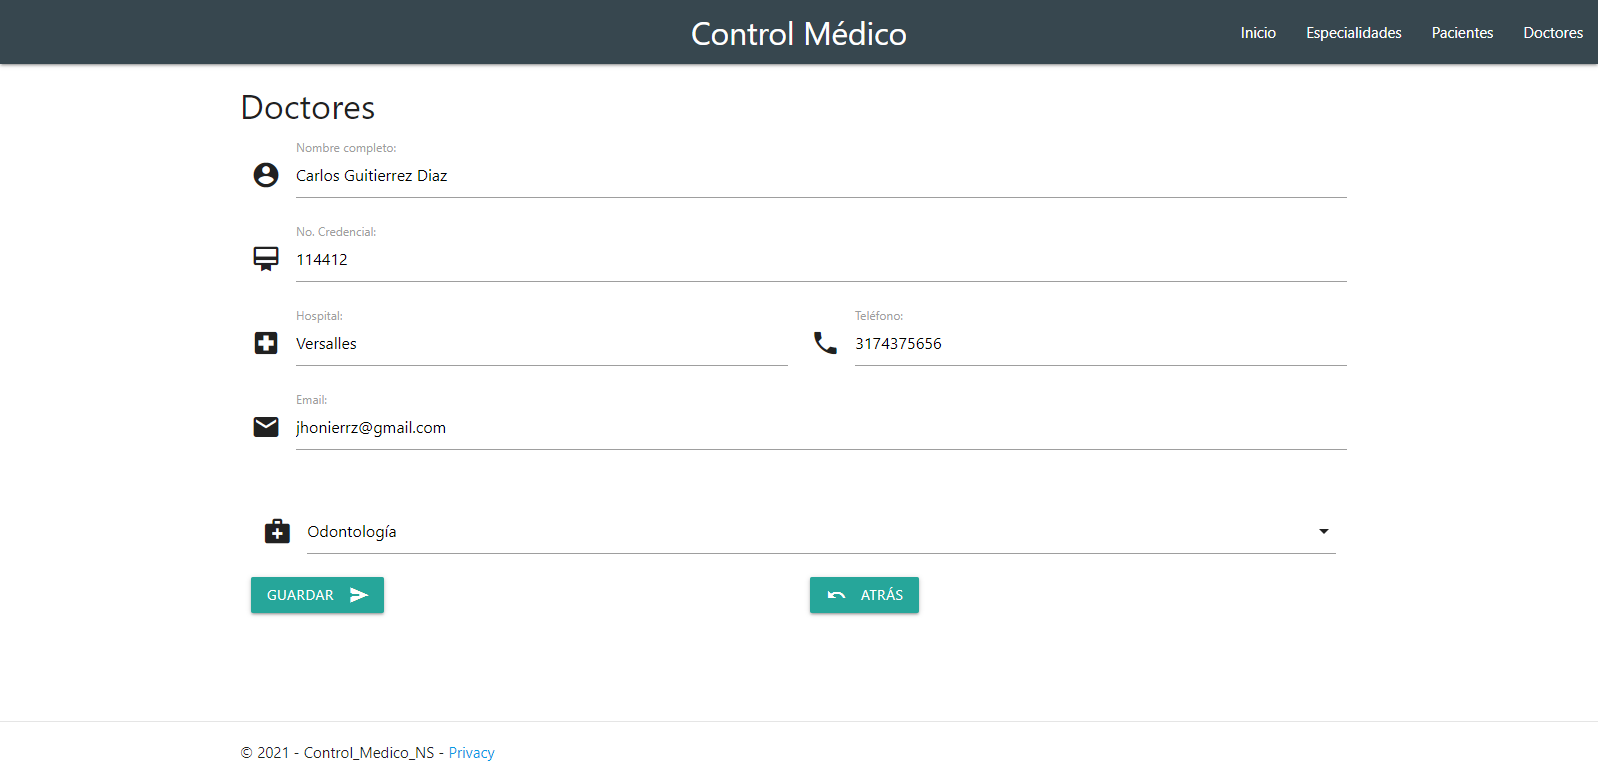 Control Médico
Inicio Especialidades Pacientes Doctores
Doctores
Nombre completo:
Carlos Guitierrez Diaz
No. Credencial:
114412
Hospital:
Versalles
Teléfono:
3174375656
Email:
jhonierrz@gmail.com
Odontología
GUARDAR
ATRÁS
© 2021 - Control_Medico_NS - Privacy